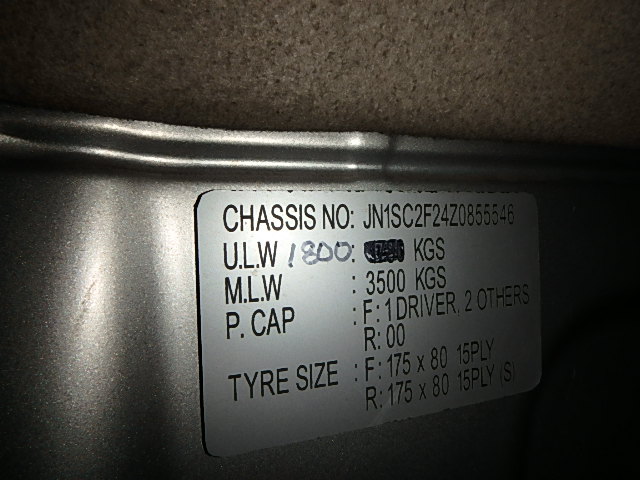 CHASSIS NO: JN1SC2F24Z0855546
U.L.W 1800: KGS
M.L.W : 3500 KGS
P. CAP : F: 1 DRIVER, 2 OTHERS
R: 00
TYRE SIZE : F: 175 x 80 15PLY
R: 175 x 80 15PLY (S)